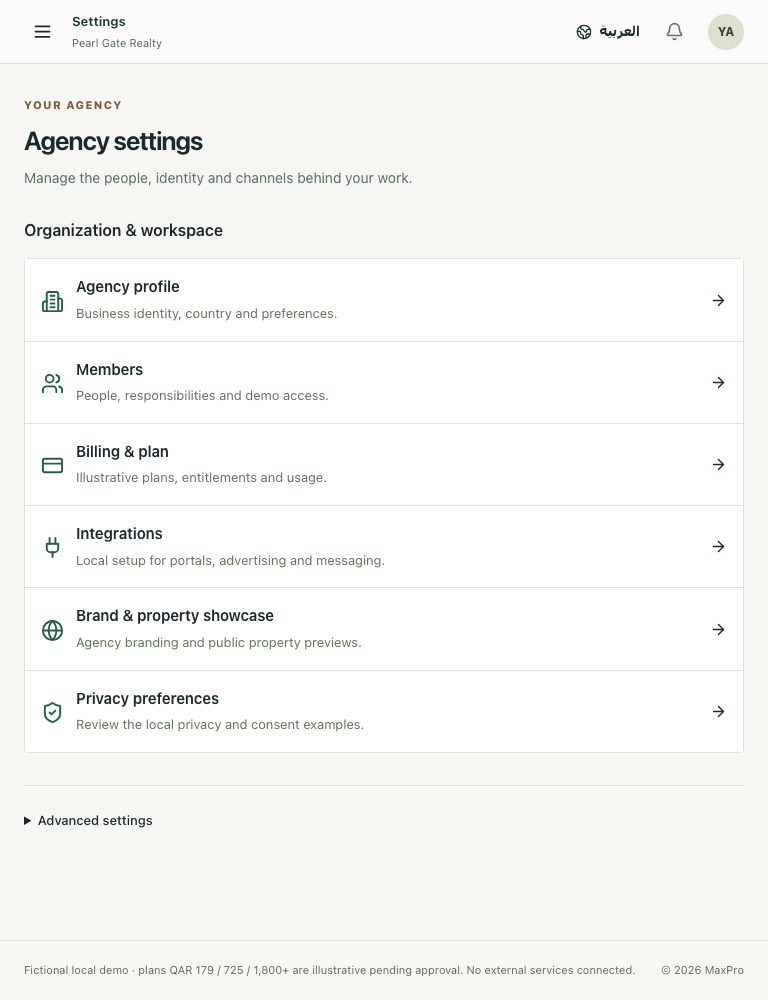 Settings
Pearl Gate Realty
العربية
YA
YOUR AGENCY
Agency settings
Manage the people, identity and channels behind your work.
Organization & workspace
Agency profile
Business identity, country and preferences.
Members
People, responsibilities and demo access.
Billing & plan
Illustrative plans, entitlements and usage.
Integrations
Local setup for portals, advertising and messaging.
Brand & property showcase
Agency branding and public property previews.
Privacy preferences
Review the local privacy and consent examples.
Advanced settings
Fictional local demo · plans QAR 179 / 725 / 1,800+ are illustrative pending approval. No external services connected.
© 2026 MaxPro